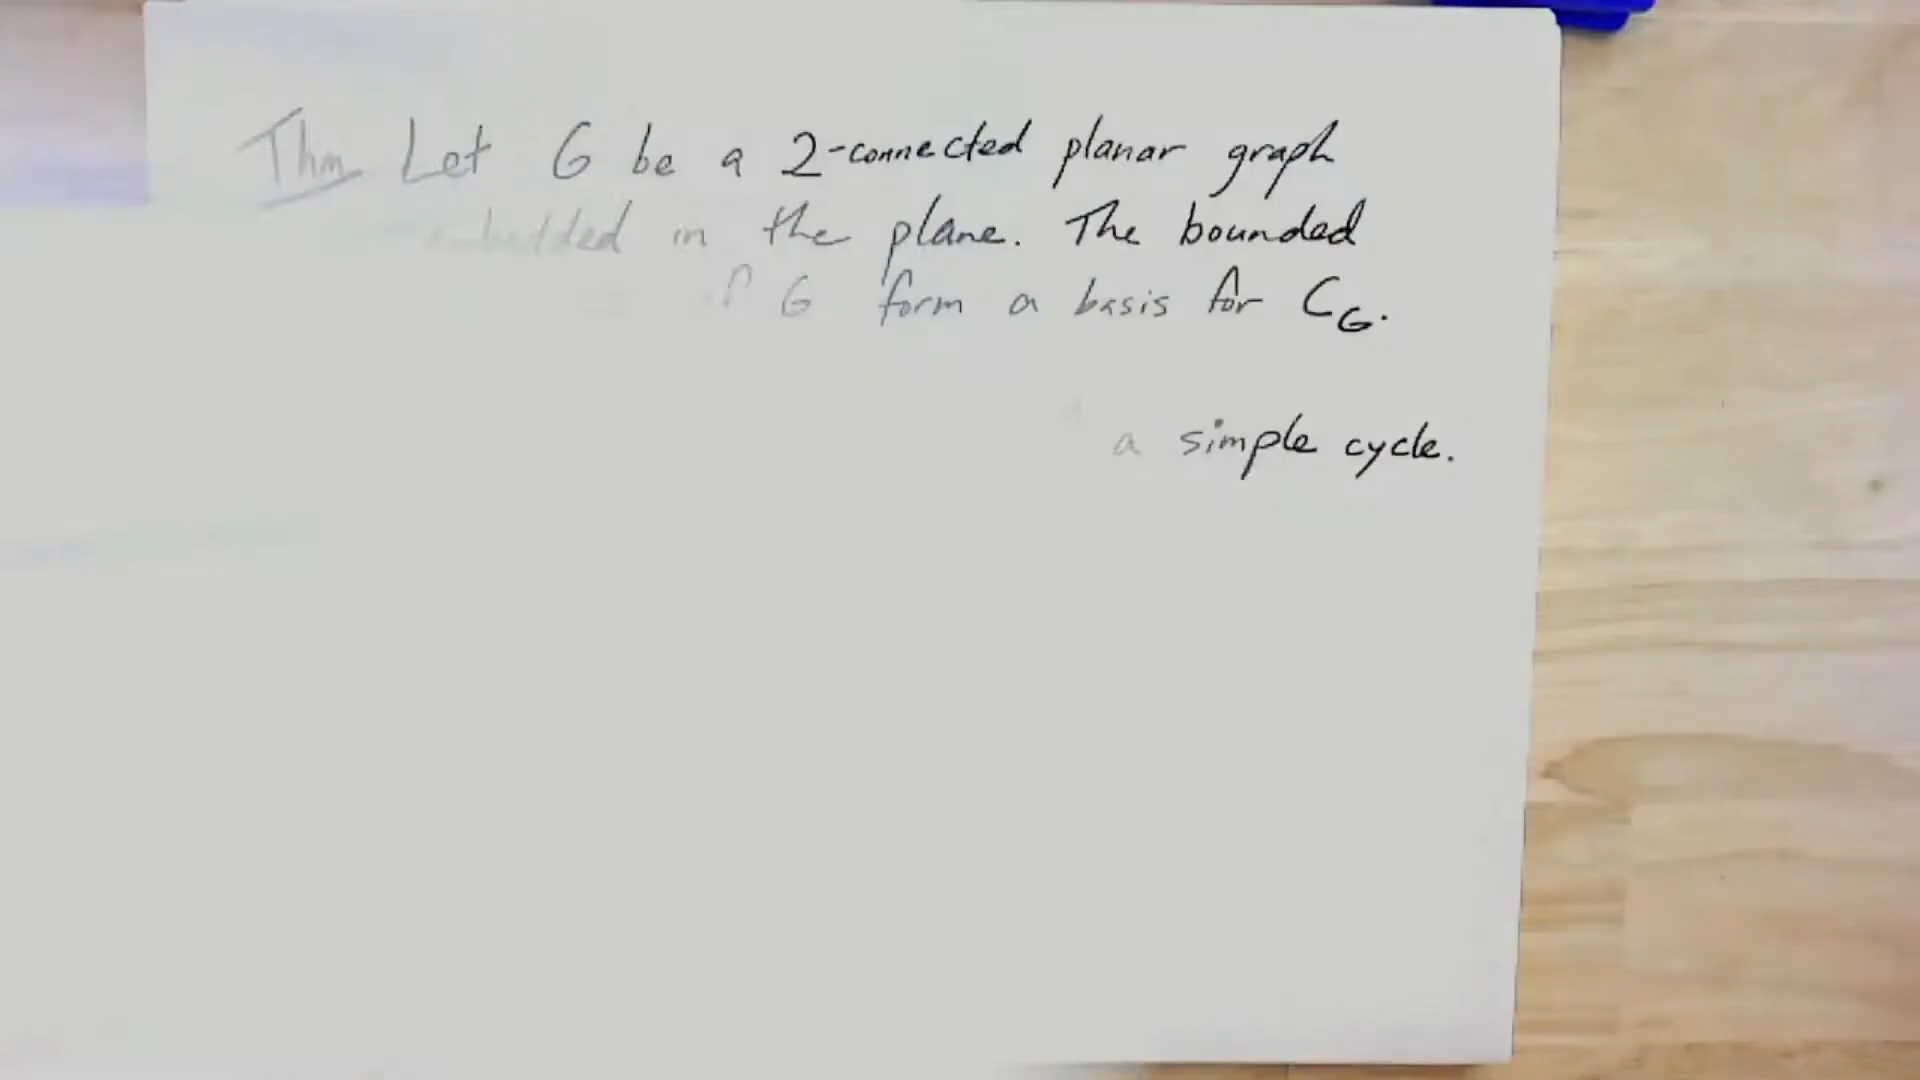 Thm Let G be a 2-connected planar graph
embedded in the plane. The bounded
of G form a basis for C_G.
a simple cycle.